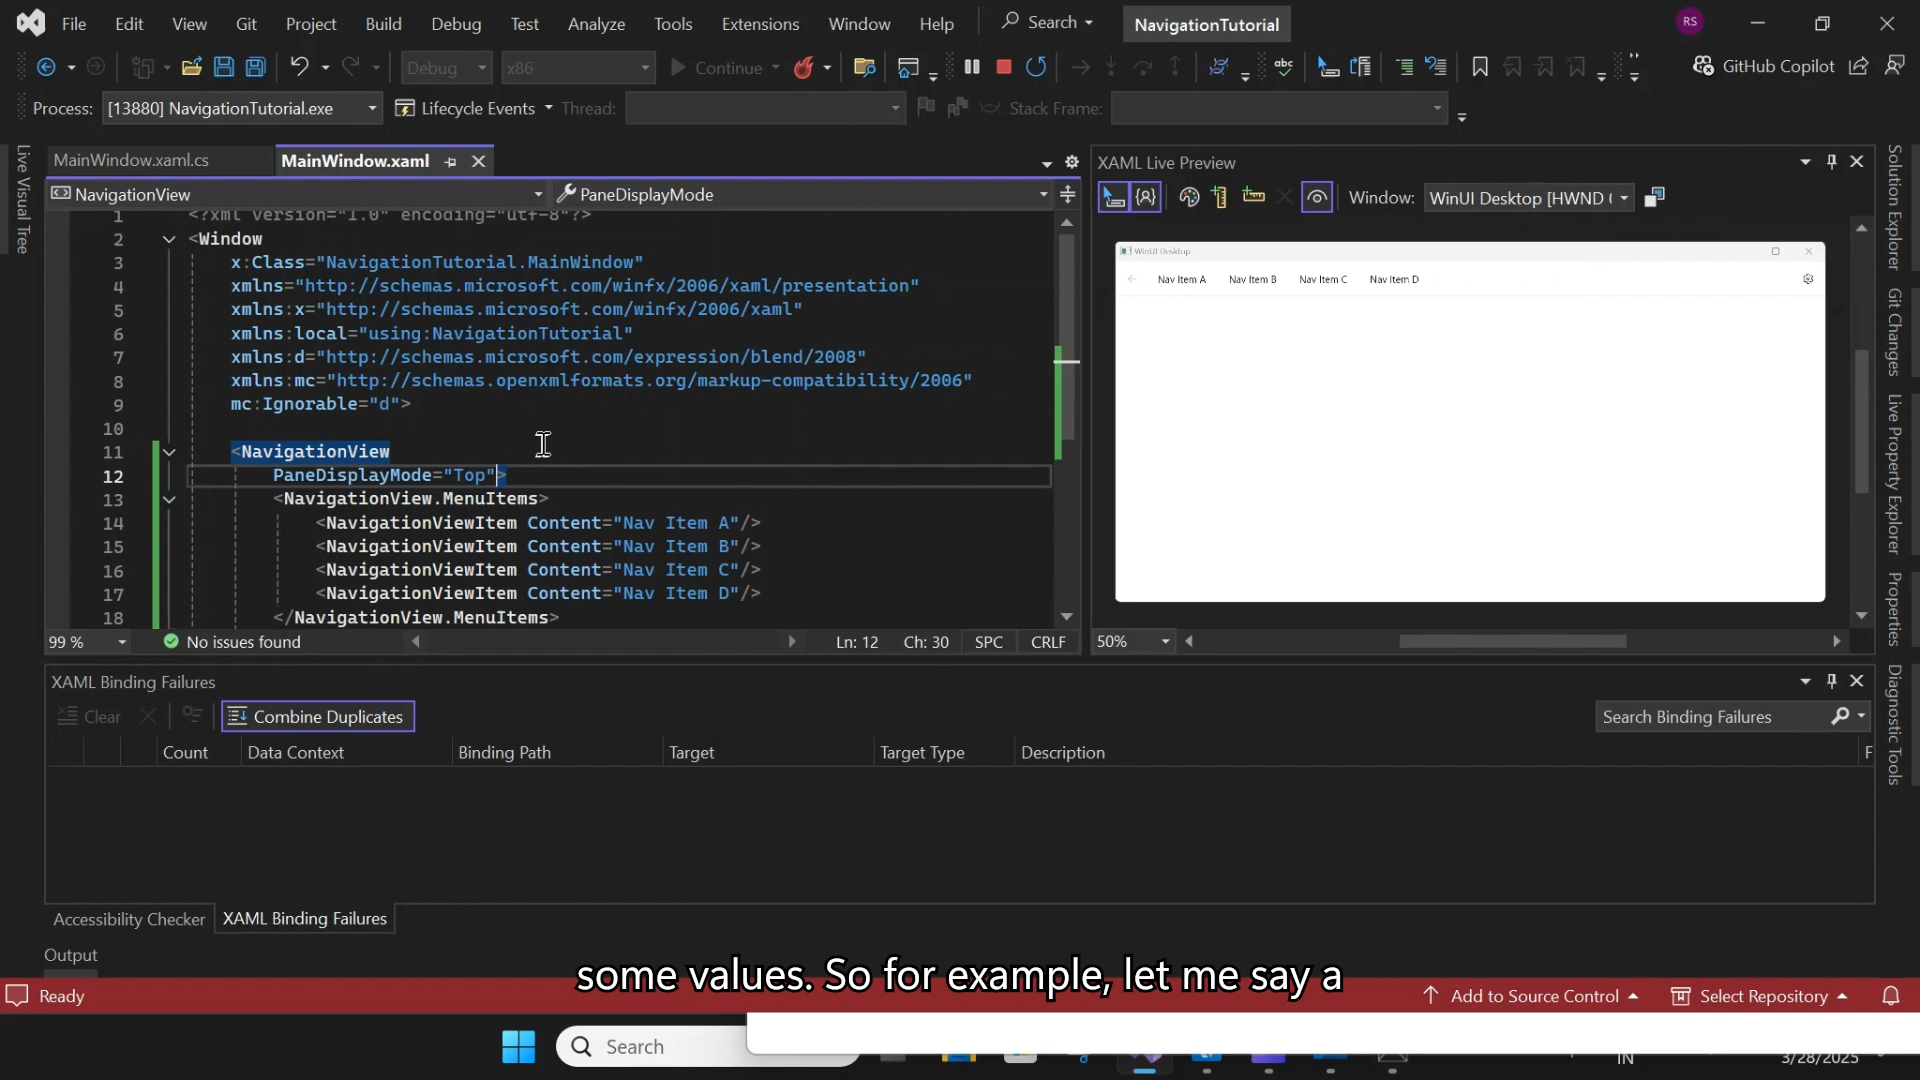 File Edit View Git Project Build Debug Test Analyze Tools Extensions Window Help Search NavigationTutorial RS
Debug x86 Continue GitHub Copilot
Process: [13880] NavigationTutorial.exe Lifecycle Events Thread: Stack Frame:
Live Visual Tree
MainWindow.xaml.cs MainWindow.xaml
NavigationView PaneDisplayMode
1 <?xml version="1.0" encoding="utf-8"?>
2 <Window
3 x:Class="NavigationTutorial.MainWindow"
4 xmlns="http://schemas.microsoft.com/winfx/2006/xaml/presentation"
5 xmlns:x="http://schemas.microsoft.com/winfx/2006/xaml"
6 xmlns:local="using:NavigationTutorial"
7 xmlns:d="http://schemas.microsoft.com/expression/blend/2008"
8 xmlns:mc="http://schemas.openxmlformats.org/markup-compatibility/2006"
9 mc:Ignorable="d">
10
11 <NavigationView
12 PaneDisplayMode="Top">
13 <NavigationView.MenuItems>
14 <NavigationViewItem Content="Nav Item A"/>
15 <NavigationViewItem Content="Nav Item B"/>
16 <NavigationViewItem Content="Nav Item C"/>
17 <NavigationViewItem Content="Nav Item D"/>
18 </NavigationView.MenuItems>
99 % No issues found Ln: 12 Ch: 30 SPC CRLF
XAML Live Preview
Window: WinUI Desktop [HWND
WinUI Desktop
Nav Item A Nav Item B Nav Item C Nav Item D
50%
Solution Explorer
Git Changes
Live Property Explorer
Properties
Diagnostic Tools
XAML Binding Failures
Clear Combine Duplicates Search Binding Failures
Count Data Context Binding Path Target Target Type Description F
Accessibility Checker XAML Binding Failures
Output
some values. So for example, let me say a
Ready Add to Source Control Select Repository
Search IN 3/28/2025